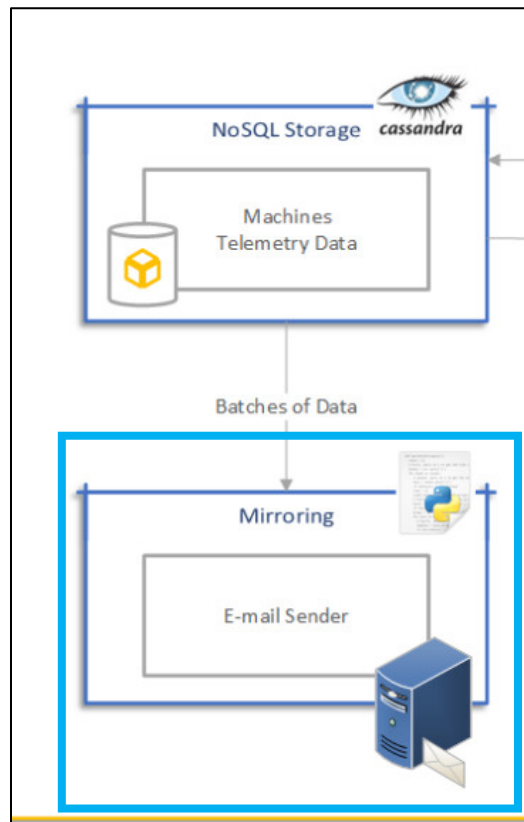 NoSQL Storage
cassandra
Machines
Telemetry Data
Batches of Data
Mirroring
E-mail Sender